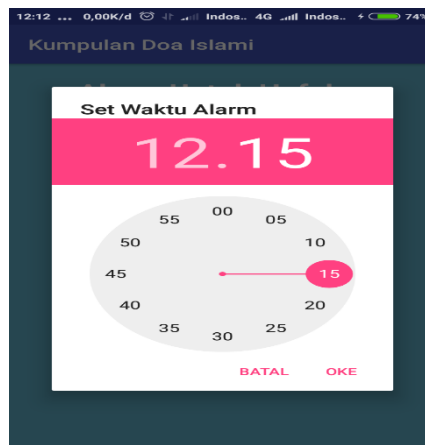 12:12 ... 0,00K/d Indos.. 4G Indos.. 74%
Kumpulan Doa Islami
Set Waktu Alarm
12.15
00
55 05
50 10
45 15
40 20
35 25
30
BATAL OKE